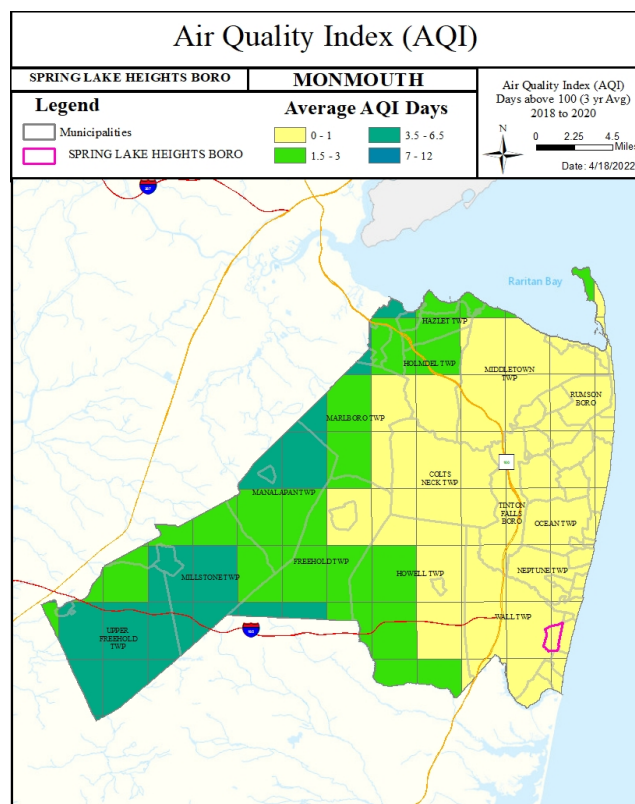 Air Quality Index (AQI)
SPRING LAKE HEIGHTS BORO
MONMOUTH
Legend
Municipalities
SPRING LAKE HEIGHTS BORO
Average AQI Days
0 - 1
3.5 - 6.5
1.5 - 3
7 - 12
Air Quality Index (AQI)
Days above 100 (3 yr Avg)
2018 to 2020
N
0 2.25 4.5
Miles
Date: 4/18/2022
Raritan Bay
HAZLET TWP
HOLMDEL TWP
MIDDLETOWN
TWP
RUMSON
BORO
MARLBORO TWP
COLTS
NECK TWP
MANALAPAN TWP
TINTON
FALLS
BORO
OCEAN TWP
FREEHOLD TWP
HOWELL TWP
NEPTUNE TWP
MILLSTONE TWP
WALL TWP
UPPER
FREEHOLD
TWP